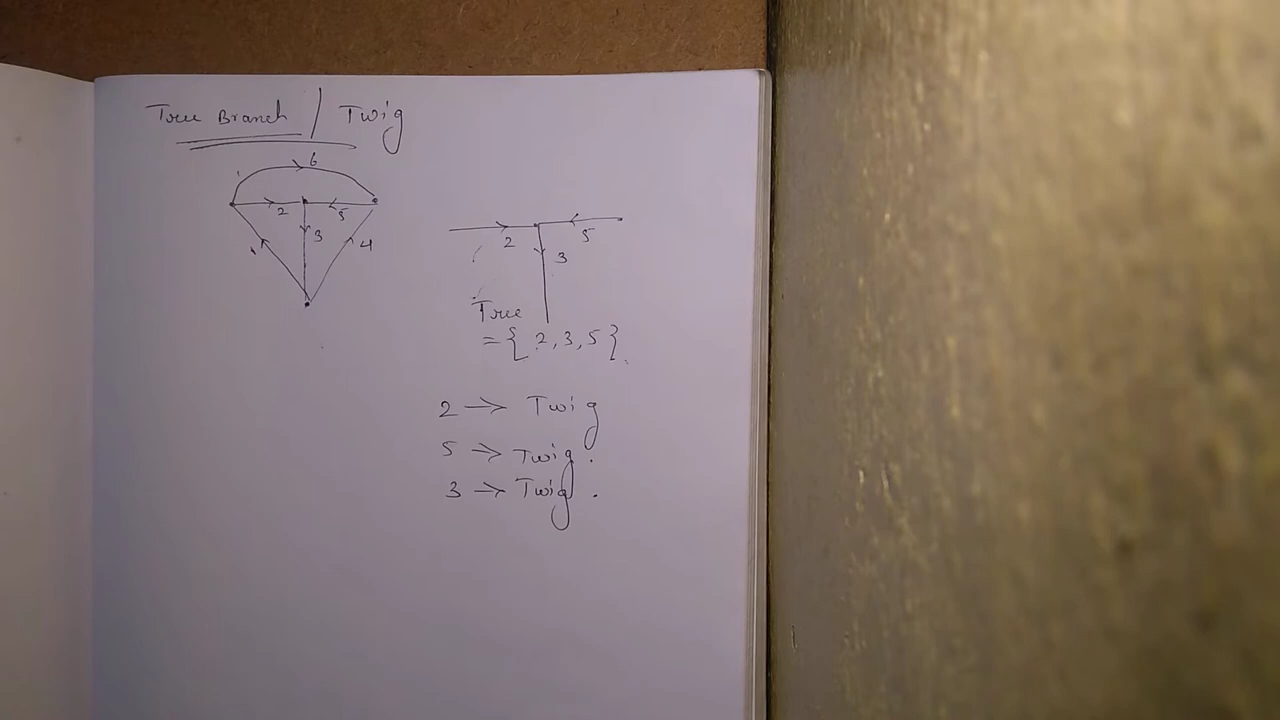 Tree Branch / Twig
6
2 5
3
1 4
2 5
3
Tree
= { 2, 3, 5 }.
2 → Twig
5 → Twig.
3 → Twig.